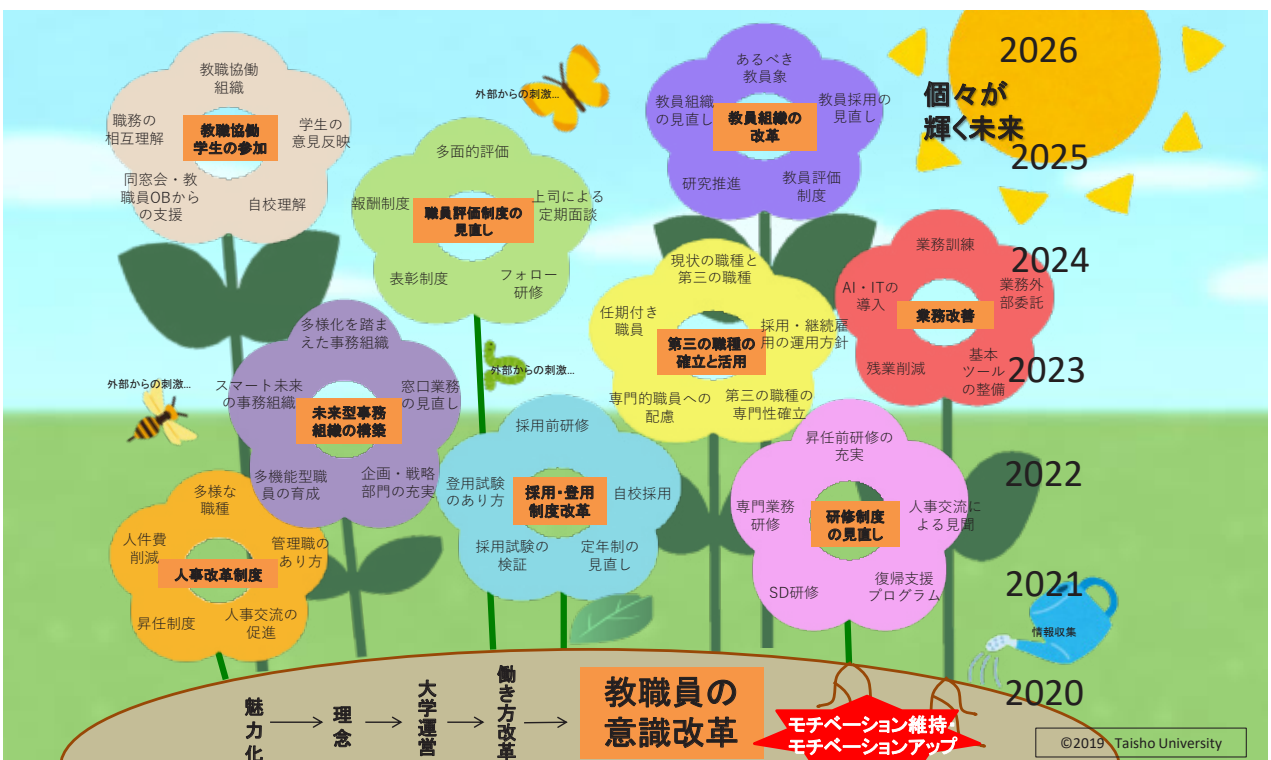 教職協働
組織
職務の
相互理解
教職協働
学生の参加
学生の
意見反映
同窓会・教
職員OBから
の支援
自校理解
外部からの刺激...
多面的評価
報酬制度
職員評価制度の
見直し
上司による
定期面談
表彰制度
フォロー
研修
あるべき
教員象
教員組織
の見直し
教員組織の
改革
教員採用の
見直し
研究推進
教員評価
制度
2026
個々が
輝く未来
2025
現状の職種と
第三の職種
任期付き
職員
第三の職種の
確立と活用
採用・継続雇
用の運用方針
専門的職員への
配慮
第三の職種の
専門性確立
業務訓練
2024
AI・ITの
導入
業務改善
業務外
部委託
残業削減
基本
ツール
の整備
2023
多様化を踏ま
えた事務組織
スマート未来
の事務組織
未来型事務
組織の構築
窓口業務
の見直し
多機能型職
員の育成
企画・戦略
部門の充実
外部からの刺激...
外部からの刺激...
採用前研修
登用試験
のあり方
採用・登用
制度改革
自校採用
採用試験の
検証
定年制の
見直し
昇任前研修の
充実
専門業務
研修
研修制度
の見直し
人事交流に
よる見聞
SD研修
復帰支援
プログラム
2022
多様な
職種
人件費
削減
人事改革制度
管理職の
あり方
昇任制度
人事交流の
促進
2021
情報収集
2020
魅力化
理念
大学運営
働き方改革
教職員の
意識改革
モチベーション維持・
モチベーションアップ
©2019 Taisho University